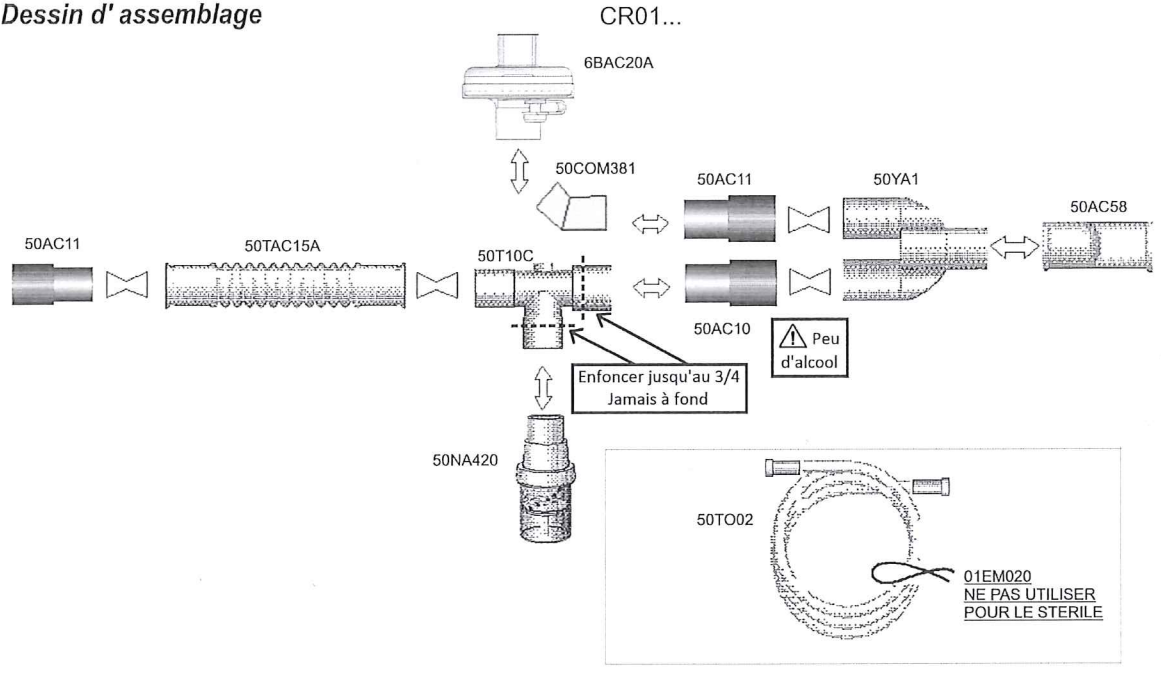 Dessin d' assemblage
CR01...
6BAC20A
50COM381
50AC11
50YA1
50AC58
50AC11
50TAC15A
50T10C
50AC10
Peu
d'alcool
Enfoncer jusqu'au 3/4
Jamais à fond
50NA420
50TO02
01EM020
NE PAS UTILISER
POUR LE STERILE